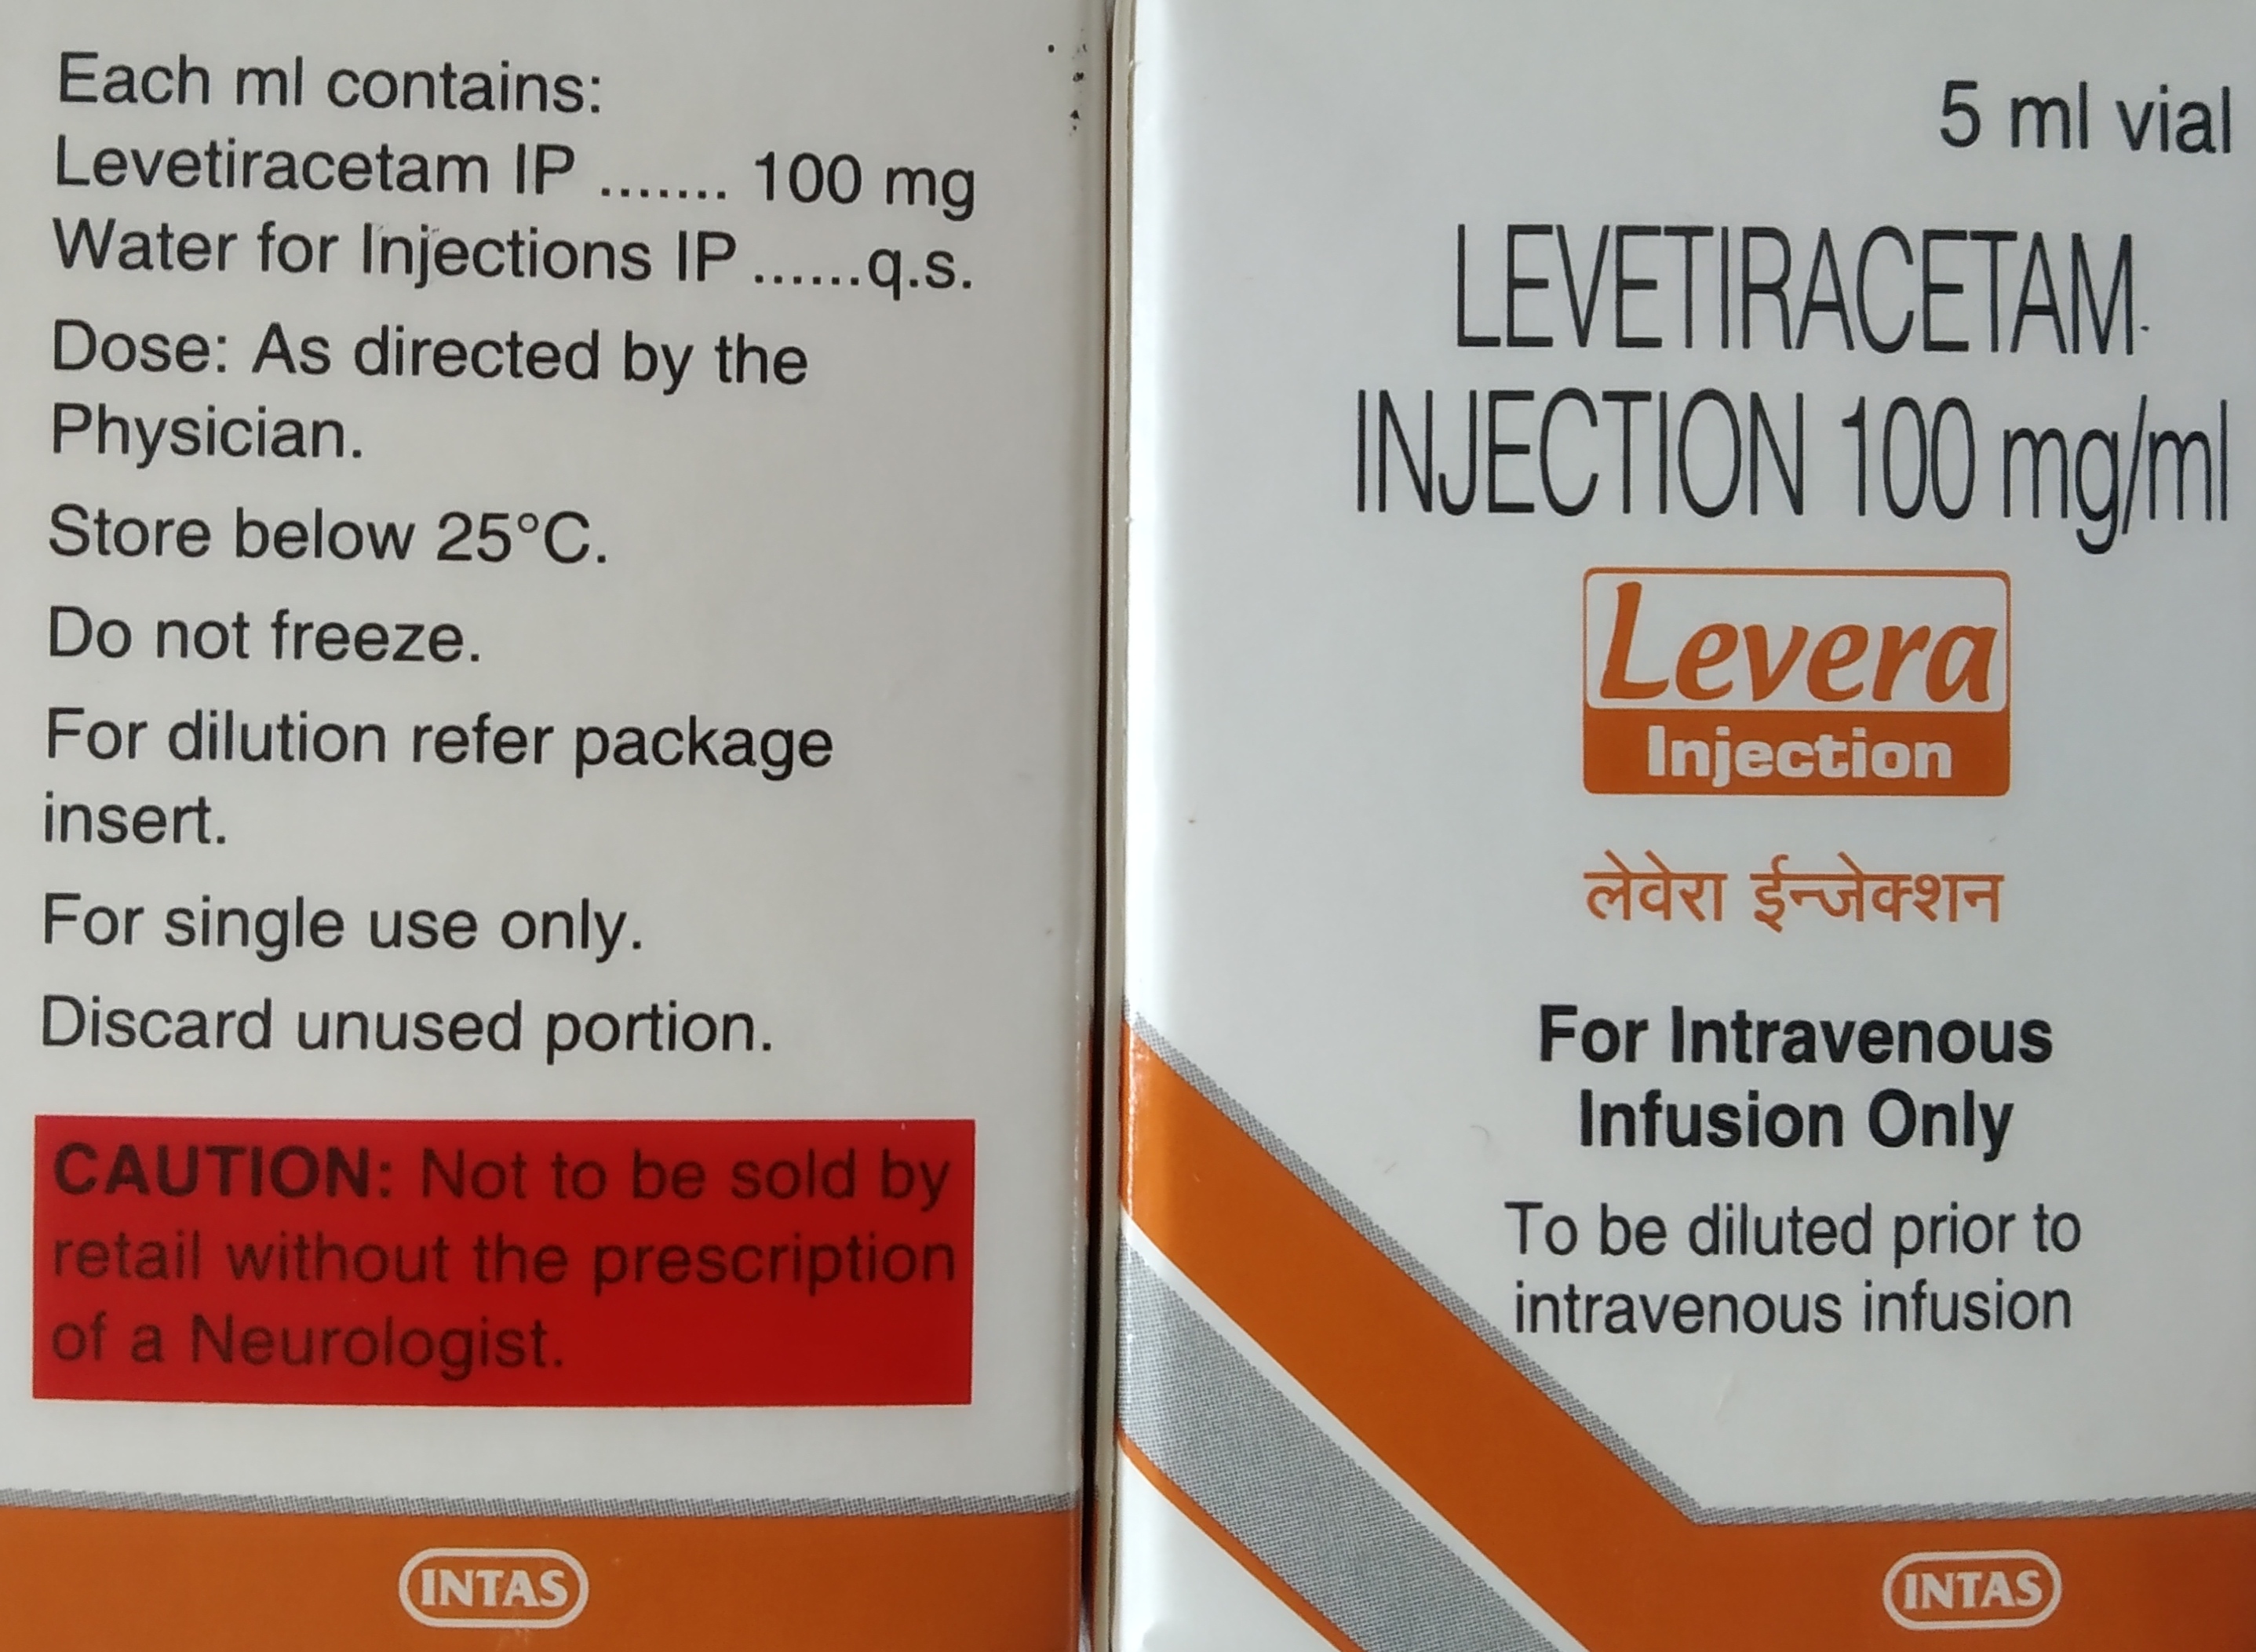 Each ml contains:
Levetiracetam IP ....... 100 mg
Water for Injections IP ......q.s.
Dose: As directed by the
Physician.
Store below 25°C.
Do not freeze.
For dilution refer package
insert.
For single use only.
Discard unused portion.
CAUTION: Not to be sold by
retail without the prescription
of a Neurologist.
INTAS
5 ml vial
LEVETIRACETAM
INJECTION 100 mg/ml
Levera
Injection
लेवेरा ईन्जेक्शन
For Intravenous
Infusion Only
To be diluted prior to
intravenous infusion
INTAS